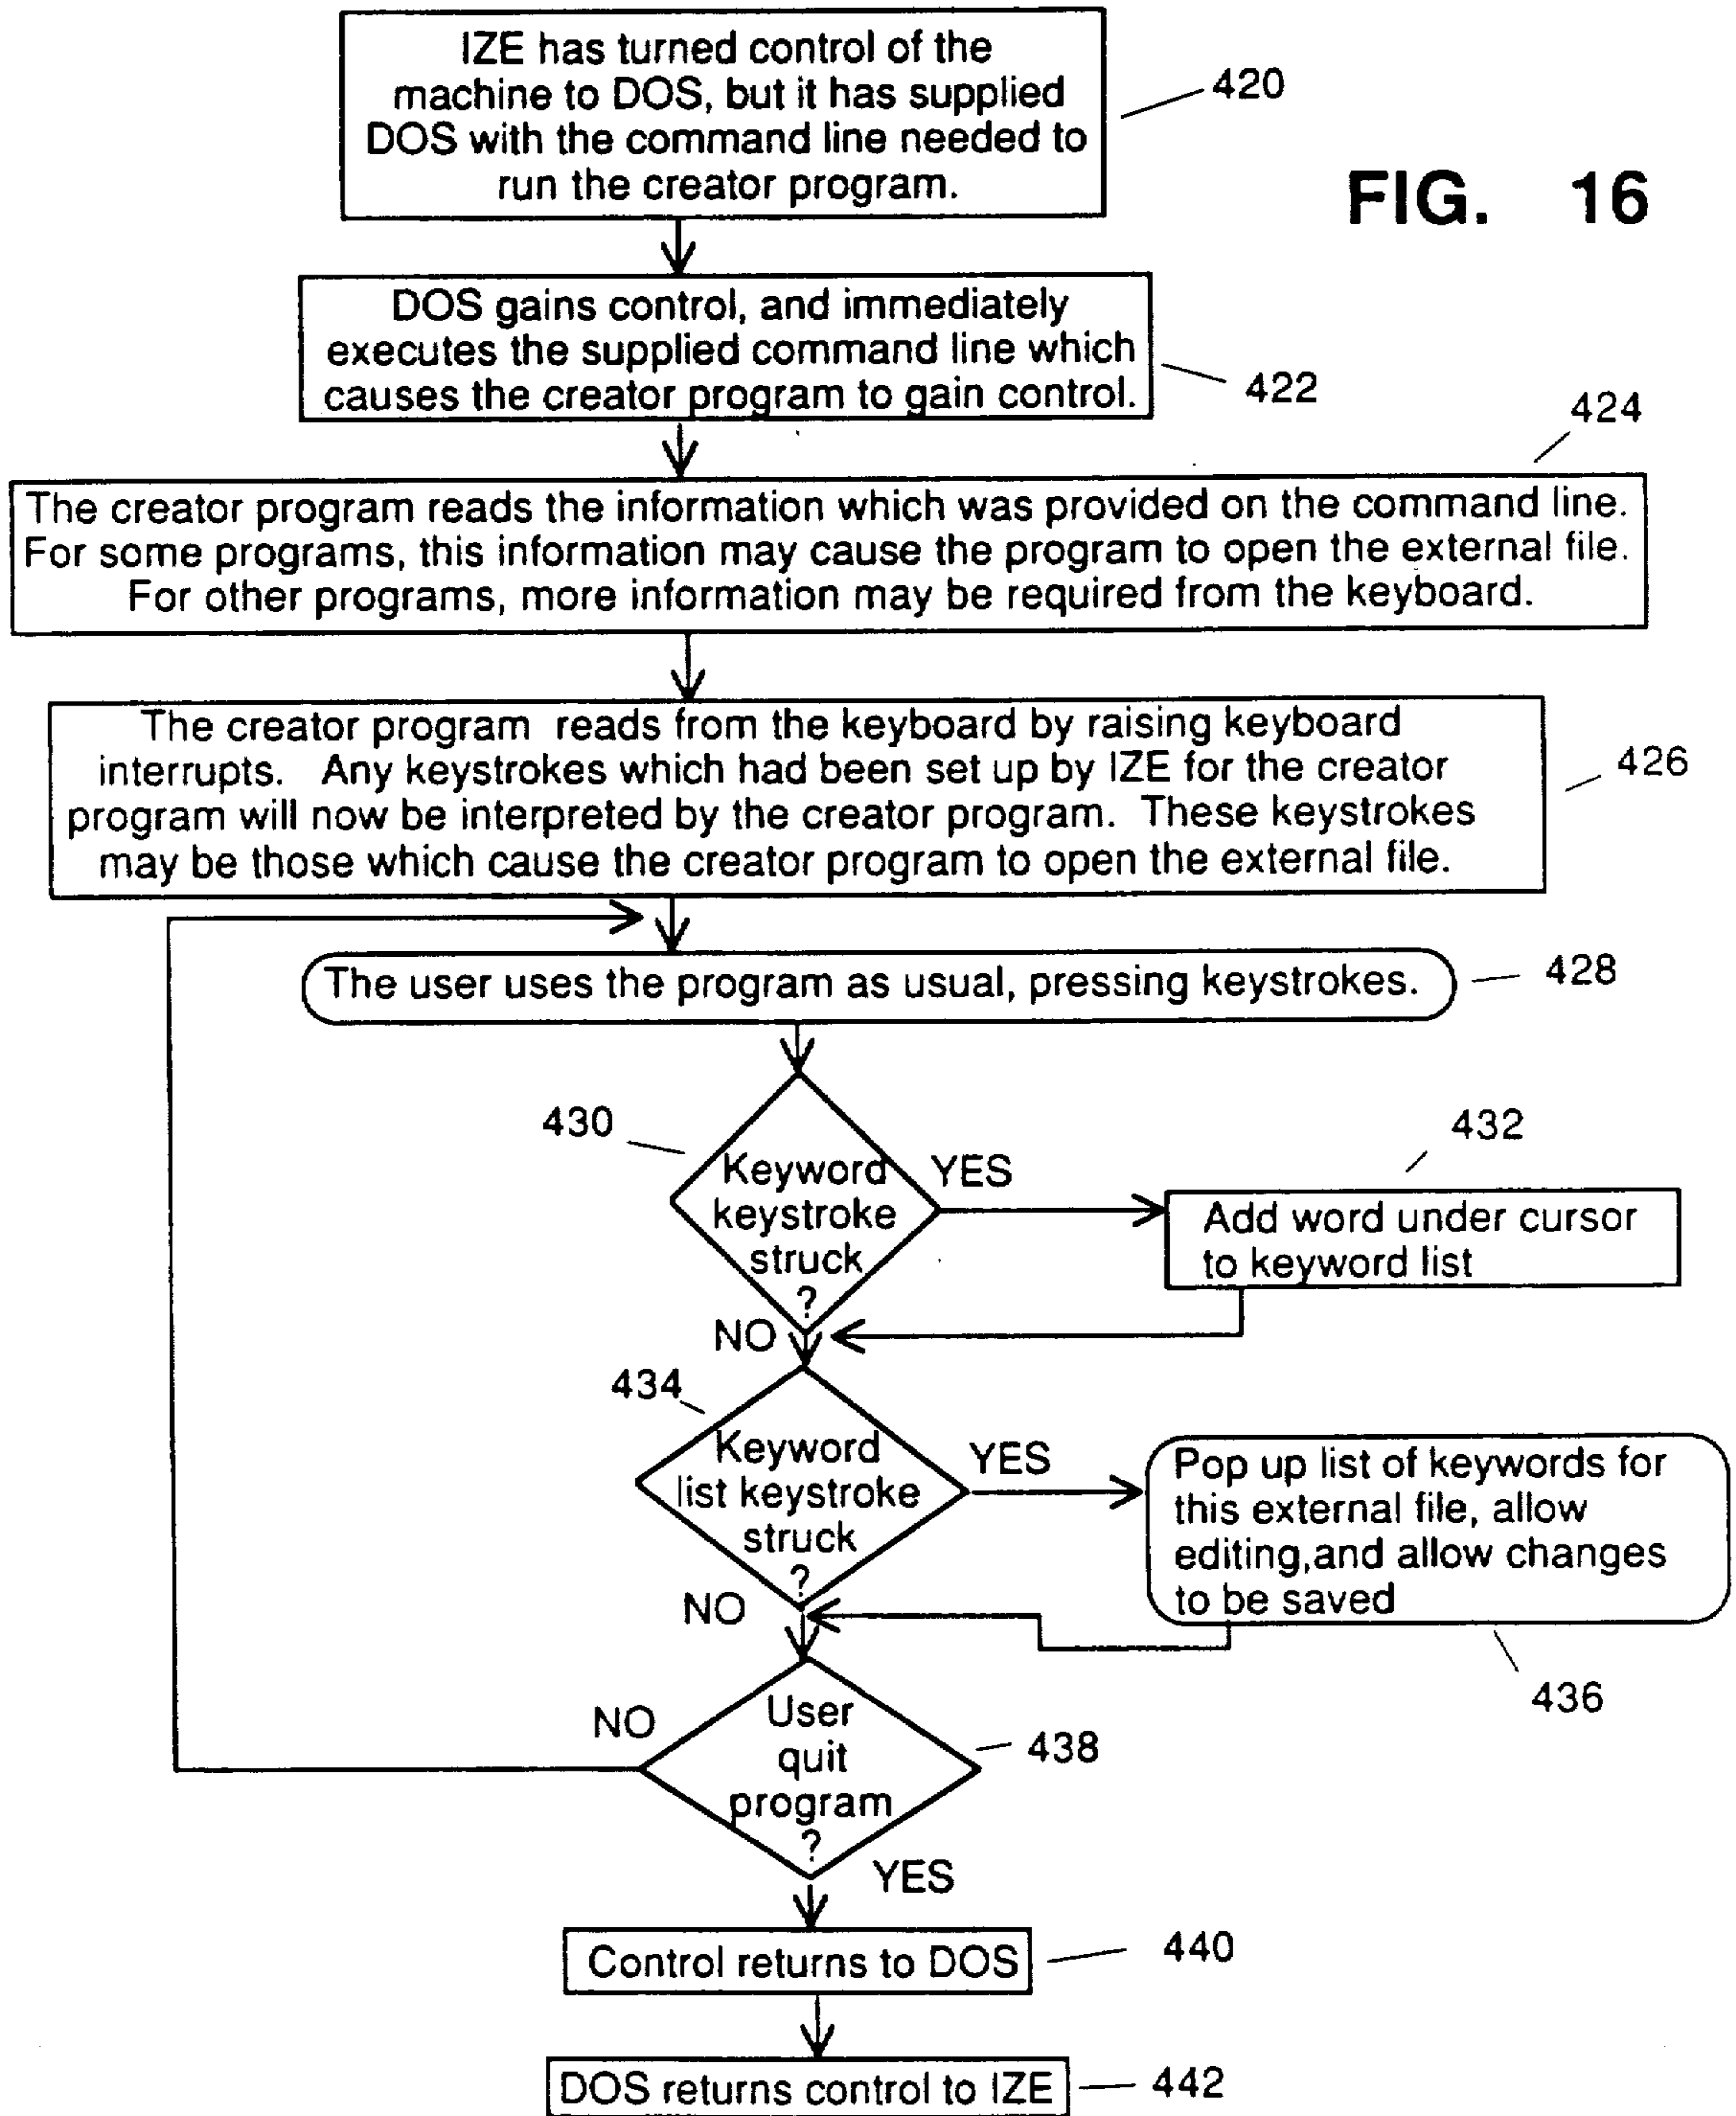 IZE has turned control of the
machine to DOS, but it has supplied
DOS with the command line needed to
run the creator program.
420
FIG. 16
DOS gains control, and immediately
executes the supplied command line which
causes the creator program to gain control.
422
424
The creator program reads the information which was provided on the command line.
For some programs, this information may cause the program to open the external file.
For other programs, more information may be required from the keyboard.
The creator program reads from the keyboard by raising keyboard
interrupts. Any keystrokes which had been set up by IZE for the creator
program will now be interpreted by the creator program. These keystrokes
may be those which cause the creator program to open the external file.
426
The user uses the program as usual, pressing keystrokes.
428
430
Keyword
keystroke
struck
?
YES
432
Add word under cursor
to keyword list
NO
434
Keyword
list keystroke
struck
?
YES
Pop up list of keywords for
this external file, allow
editing,and allow changes
to be saved
436
NO
User
quit
program
?
438
NO
YES
Control returns to DOS
440
DOS returns control to IZE
442